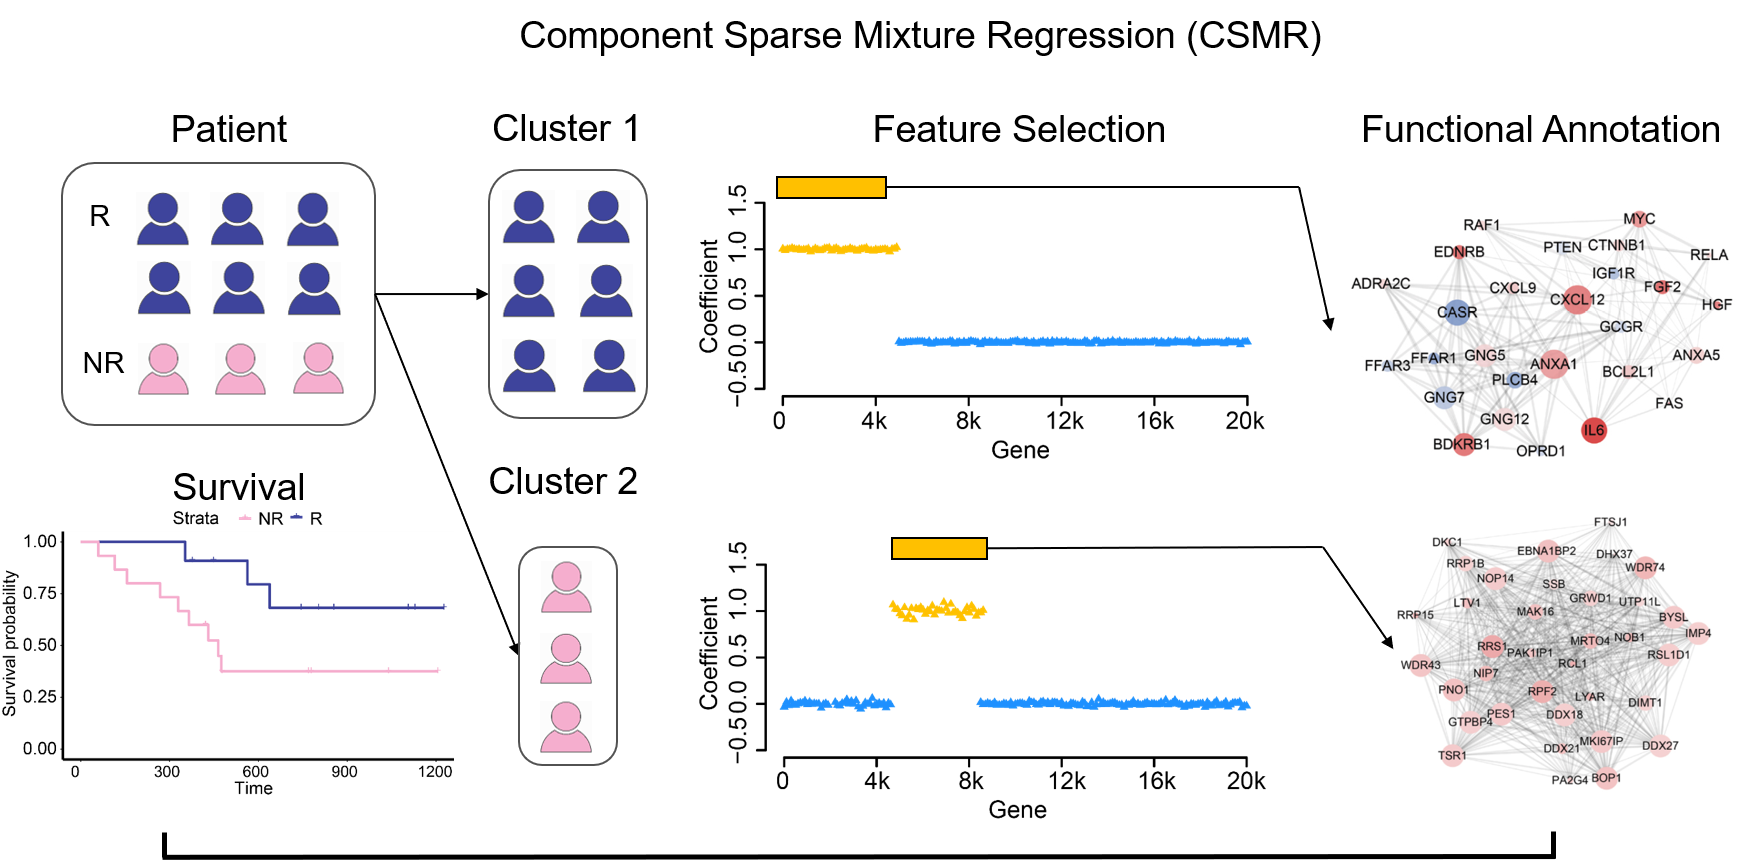 Component Sparse Mixture Regression (CSMR)
Patient
Cluster 1
Feature Selection
Functional Annotation
R
NR
Survival
Strata NR R
1.00
0.75
0.50
0.25
0.00
Survival probability
0 300 600 900 1200
Time
Cluster 2
1.5
1.0
0.5
0.0
−0.5
Coefficient
0 4k 8k 12k 16k 20k
Gene
1.5
1.0
0.5
0.0
−0.5
Coefficient
0 4k 8k 12k 16k 20k
Gene
MYC
RAF1
CTNNB1
PTEN
EDNRB
RELA
IGF1R
ADRA2C
CXCL9
FGF2
CXCL12
HGF
CASR
GCGR
FFAR1
GNG5
ANXA5
FFAR3
ANXA1
BCL2L1
PLCB4
GNG7
FAS
GNG12
IL6
BDKRB1
OPRD1
FTSJ1
DKC1
EBNA1BP2
DHX37
RRP1B
WDR74
NOP14
SSB
LTV1
GRWD1
UTP11L
RRP15
MAK16
BYSL
IMP4
RRS1
MRTO4
NOB1
PAK1IP1
RSL1D1
WDR43
RCL1
NIP7
PNO1
RPF2
LYAR
DIMT1
GTPBP4
PES1
DDX18
MKI67IP
DDX21
DDX27
TSR1
PA2G4
BOP1